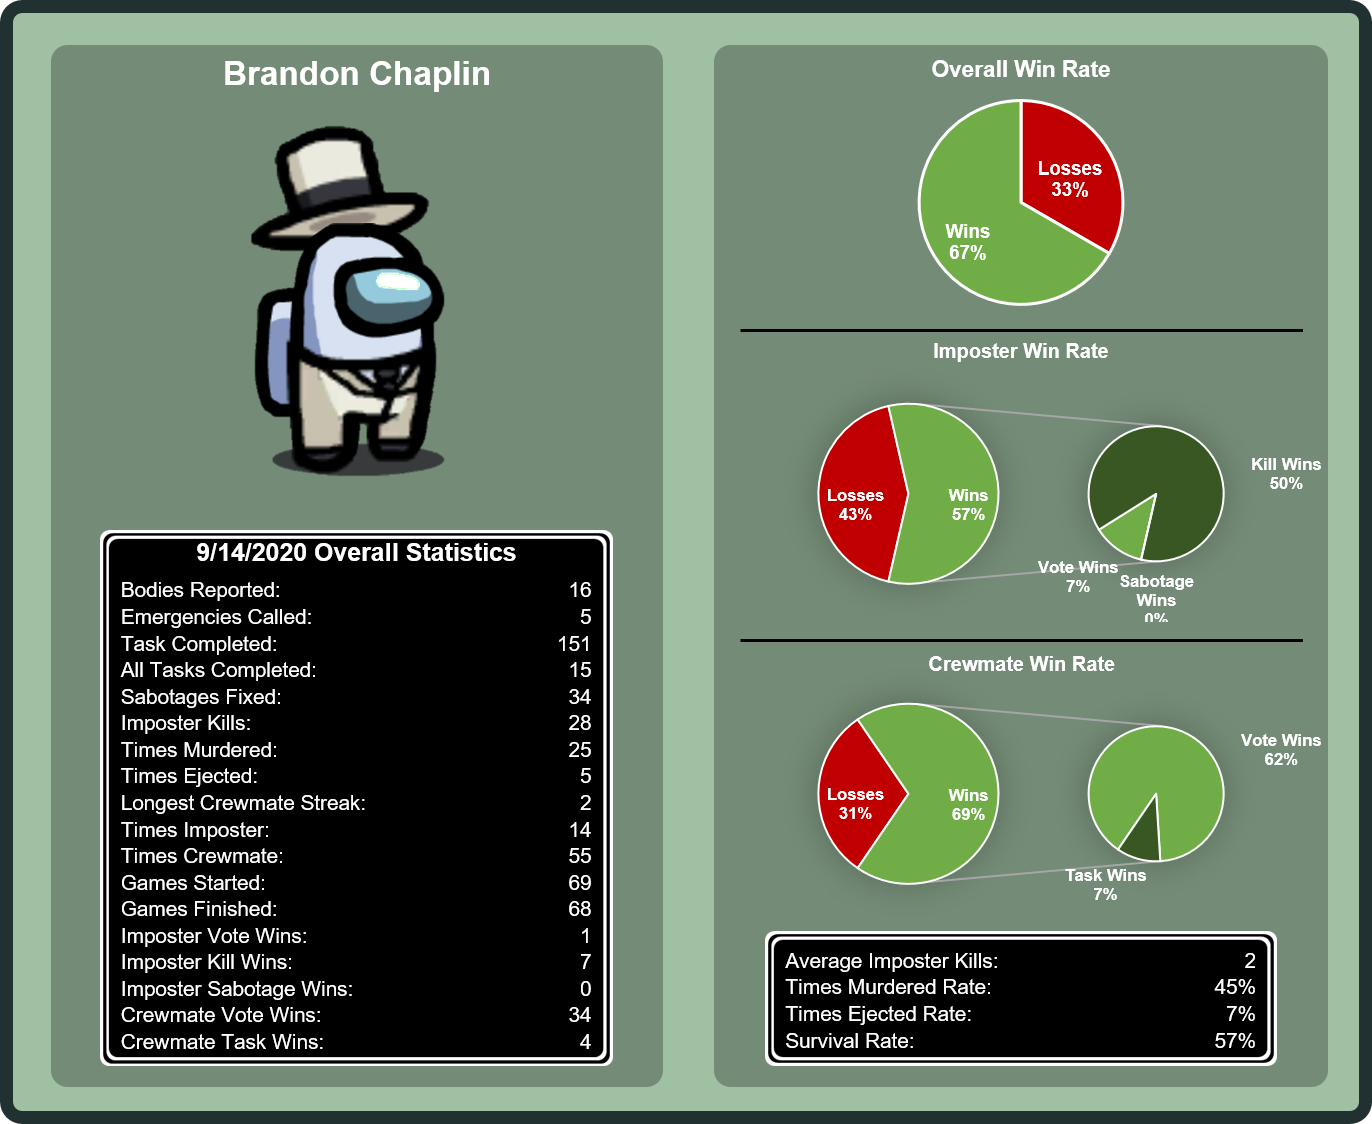 Brandon Chaplin
9/14/2020 Overall Statistics
Bodies Reported: 16
Emergencies Called: 5
Task Completed: 151
All Tasks Completed: 15
Sabotages Fixed: 34
Imposter Kills: 28
Times Murdered: 25
Times Ejected: 5
Longest Crewmate Streak: 2
Times Imposter: 14
Times Crewmate: 55
Games Started: 69
Games Finished: 68
Imposter Vote Wins: 1
Imposter Kill Wins: 7
Imposter Sabotage Wins: 0
Crewmate Vote Wins: 34
Crewmate Task Wins: 4
Overall Win Rate
Losses
33%
Wins
67%
Imposter Win Rate
Losses
43%
Wins
57%
Kill Wins
50%
Vote Wins
7%
Sabotage
Wins
0%
Crewmate Win Rate
Losses
31%
Wins
69%
Vote Wins
62%
Task Wins
7%
Average Imposter Kills: 2
Times Murdered Rate: 45%
Times Ejected Rate: 7%
Survival Rate: 57%